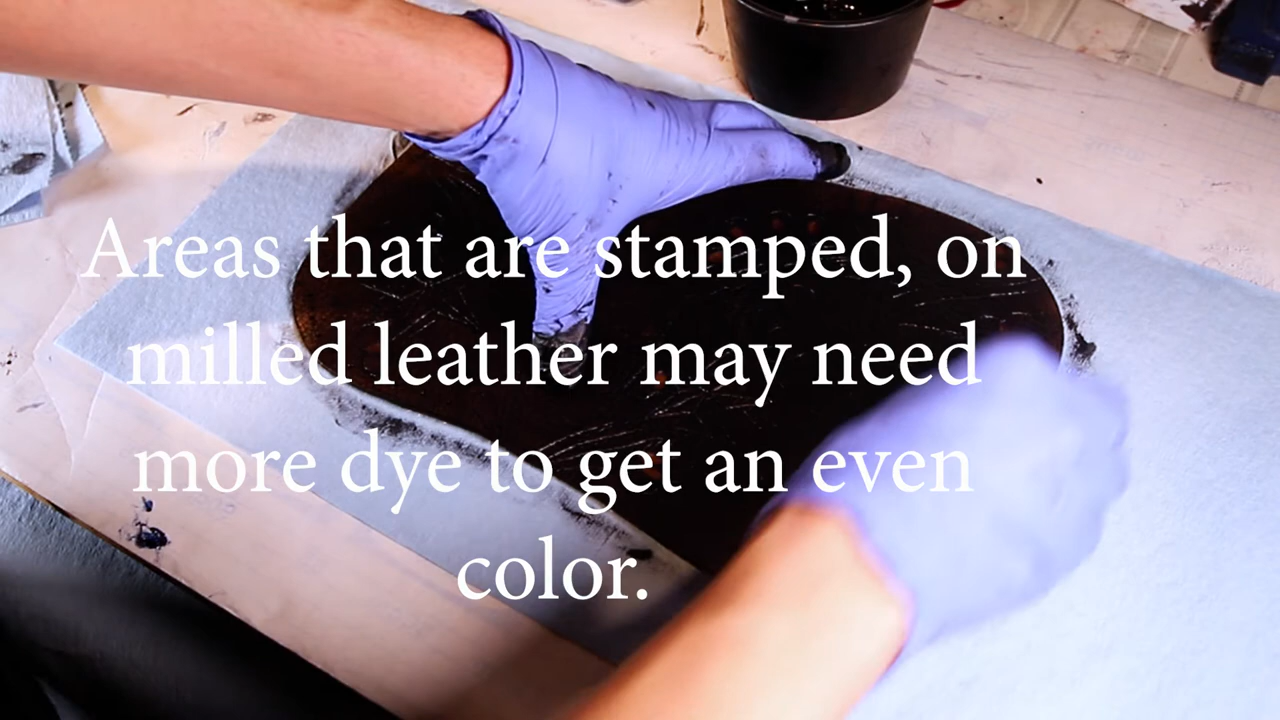 Areas that are stamped, on
milled leather may need
more dye to get an even
color.